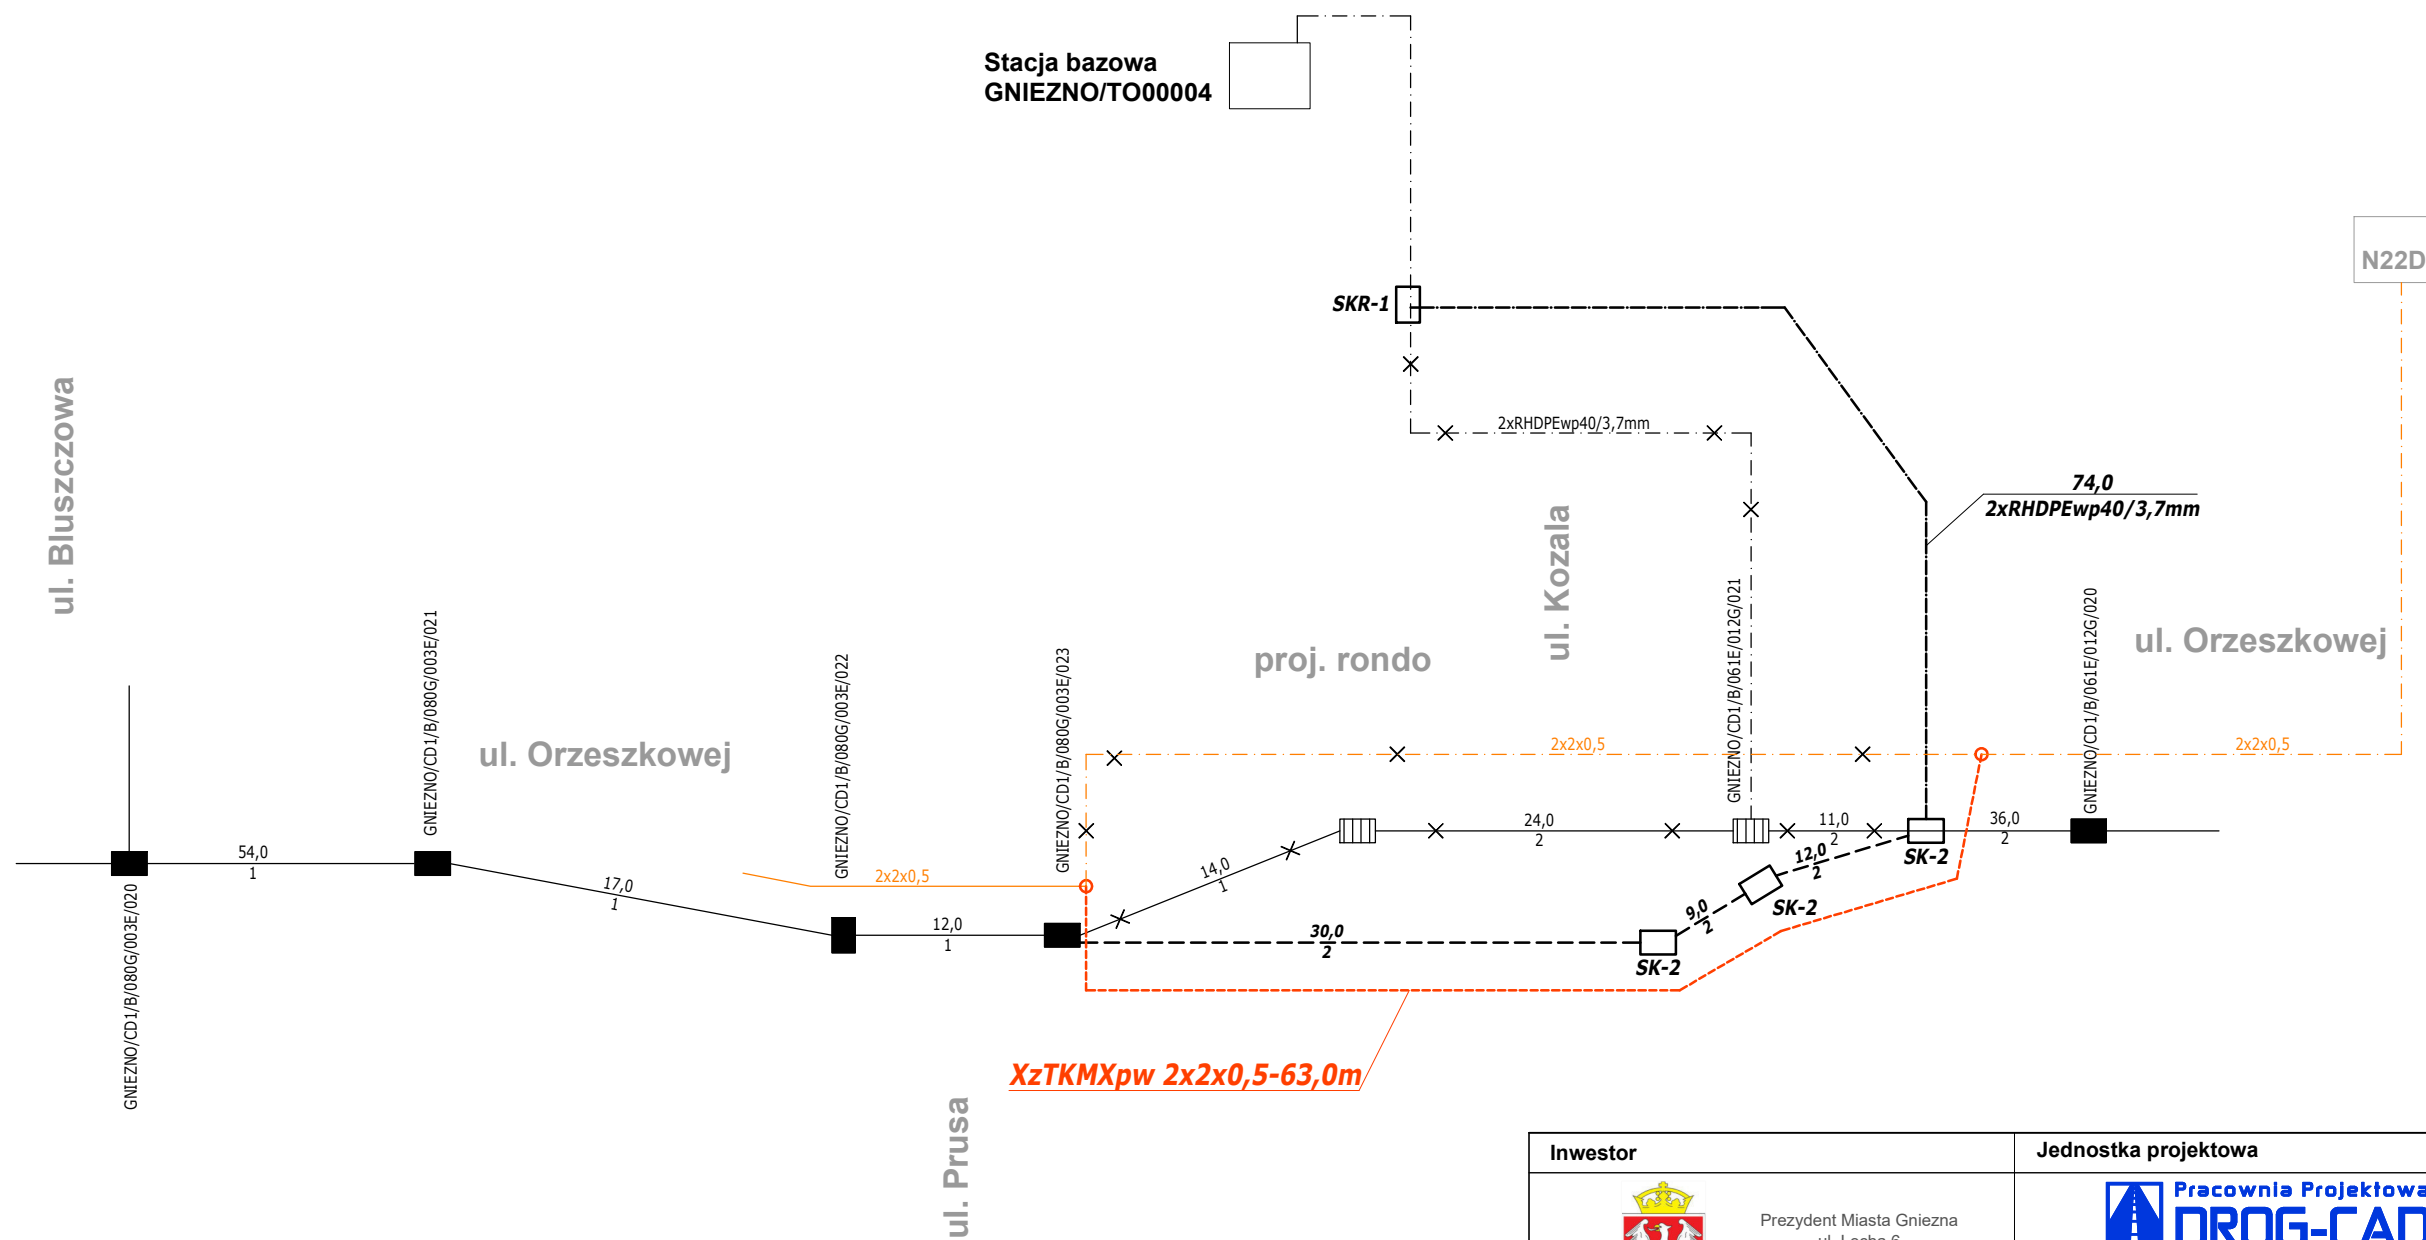 Stacja bazowa
GNIEZNO/TO00004
N22D
SKR-1
2xRHDPEwp40/3,7mm
74,0
2xRHDPEwp40/3,7mm
ul. Bluszczowa
ul. Kozala
GNIEZNO/CD1/B/080G/003E/021
GNIEZNO/CD1/B/080G/003E/022
GNIEZNO/CD1/B/080G/003E/023
GNIEZNO/CD1/B/061E/012G/021
GNIEZNO/CD1/B/061E/012G/020
ul. Orzeszkowej
proj. rondo
ul. Orzeszkowej
2x2x0,5
2x2x0,5
24,0
2
11,0
2
36,0
2
54,0
1
17,0
1
2x2x0,5
14,0
1
12,0
2
SK-2
SK-2
9,0
2
12,0
1
30,0
2
SK-2
GNIEZNO/CD1/B/080G/003E/020
XzTKMXpw 2x2x0,5-63,0m
ul. Prusa
Inwestor
Jednostka projektowa
Prezydent Miasta Gniezna
ul. Lecha 6
Pracownia Projektowa
DROG-CAD